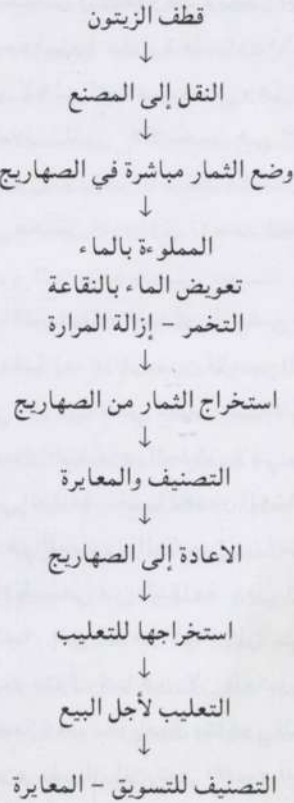 قطف الزيتون
↓
النقل إلى المصنع
↓
وضع الثمار مباشرة في الصهاريج
↓
المملوءة بالماء
تعويض الماء بالنقاعة
التخمر - إزالة المرارة
↓
استخراج الثمار من الصهاريج
↓
التصنيف والمعايرة
↓
الاعادة إلى الصهاريج
↓
استخراجها للتعليب
↓
التعليب لأجل البيع
↓
التصنيف للتسويق - المعايرة